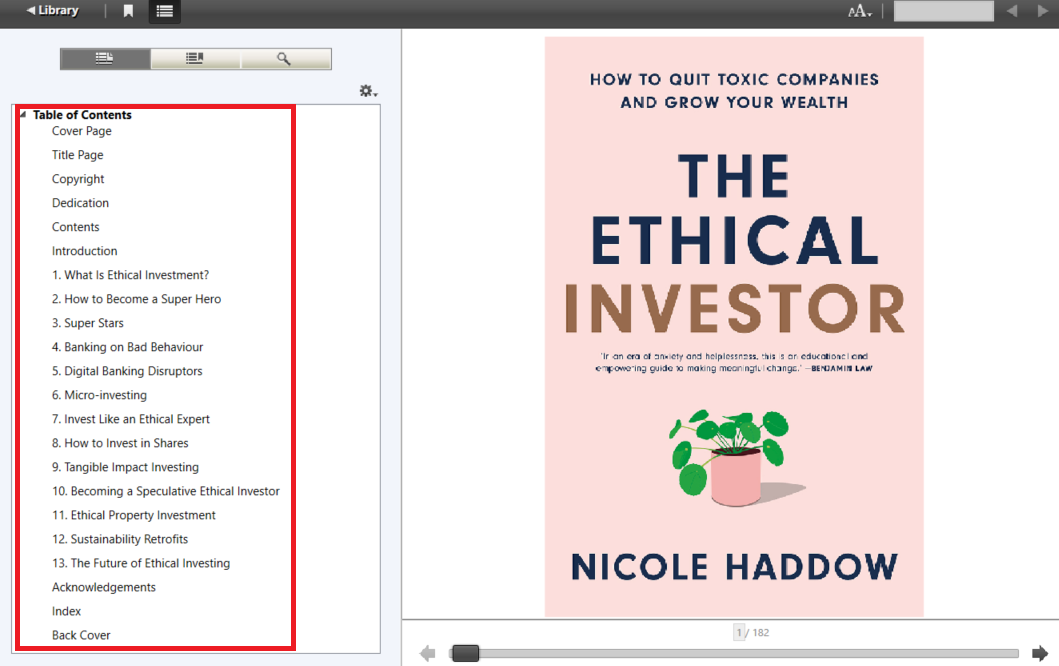 Library
AA
Table of Contents
Cover Page
Title Page
Copyright
Dedication
Contents
Introduction
1. What Is Ethical Investment?
2. How to Become a Super Hero
3. Super Stars
4. Banking on Bad Behaviour
5. Digital Banking Disruptors
6. Micro-investing
7. Invest Like an Ethical Expert
8. How to Invest in Shares
9. Tangible Impact Investing
10. Becoming a Speculative Ethical Investor
11. Ethical Property Investment
12. Sustainability Retrofits
13. The Future of Ethical Investing
Acknowledgements
Index
Back Cover
HOW TO QUIT TOXIC COMPANIES
AND GROW YOUR WEALTH
THE
ETHICAL
INVESTOR
'In an era of anxiety and helplessness, this is an educational and
empowering guide to making meaningful change.' —BENJAMIN LAW
NICOLE HADDOW
1 / 182